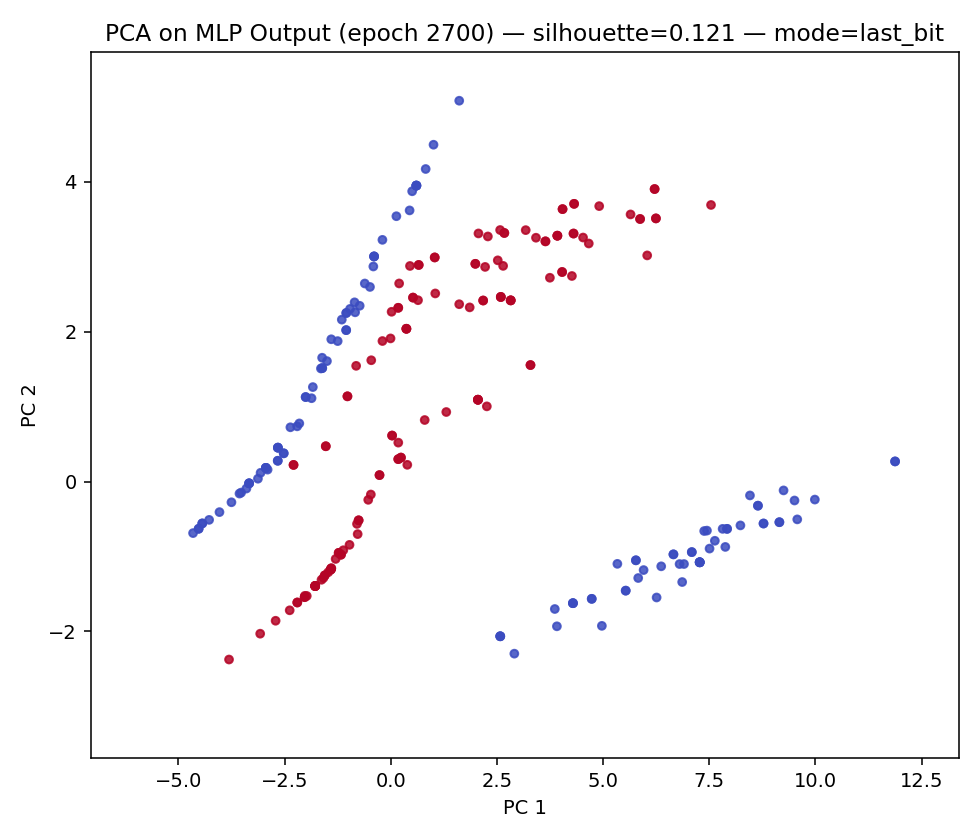 PCA on MLP Output (epoch 2700) — silhouette=0.121 — mode=last_bit
4
2
0
−2
PC 2
−5.0 −2.5 0.0 2.5 5.0 7.5 10.0 12.5
PC 1